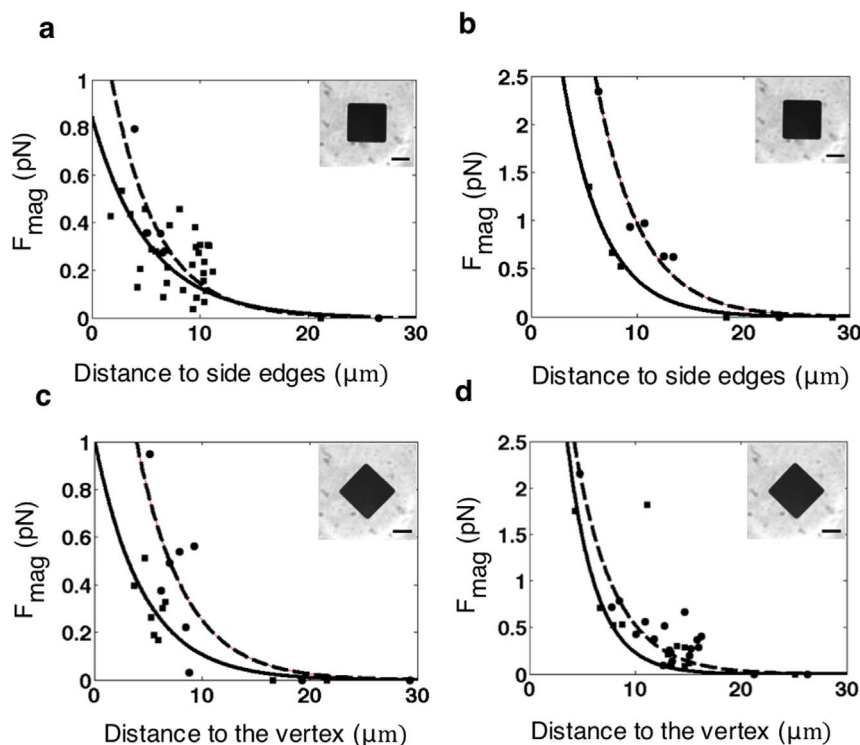 a
1
0.8
0.6
0.4
0.2
0
F_mag (pN)
0 10 20 30
Distance to side edges (μm)
b
2.5
2
1.5
1
0.5
0
F_mag (pN)
0 10 20 30
Distance to side edges (μm)
c
1
0.8
0.6
0.4
0.2
0
F_mag (pN)
0 10 20 30
Distance to the vertex (μm)
d
2.5
2
1.5
1
0.5
0
F_mag (pN)
0 10 20 30
Distance to the vertex (μm)